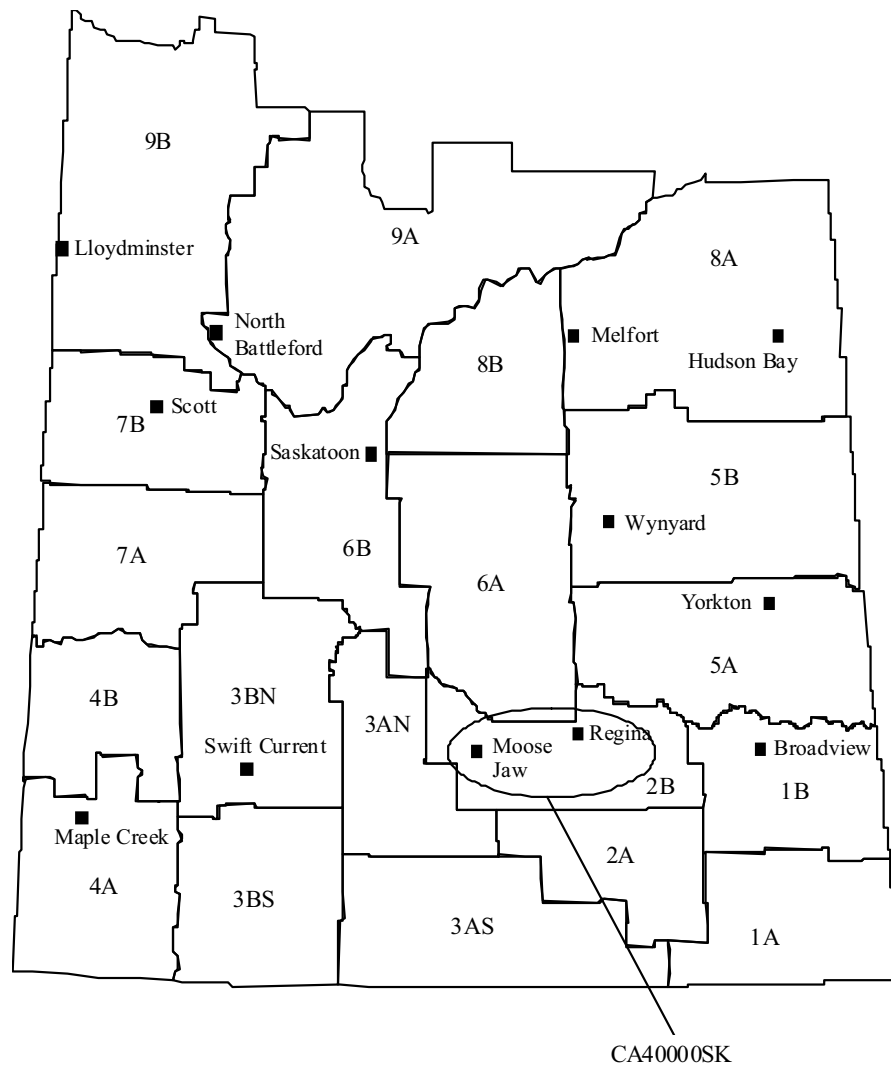 9B
9A
8A
Lloydminster
North
Battleford
Melfort
Hudson Bay
8B
Scott
7B
Saskatoon
5B
Wynyard
7A
6B
6A
Yorkton
5A
4B
3BN
3AN
Swift Current
Regina
Moose
Jaw
Broadview
2B
1B
Maple Creek
2A
4A
3BS
3AS
1A
CA40000SK